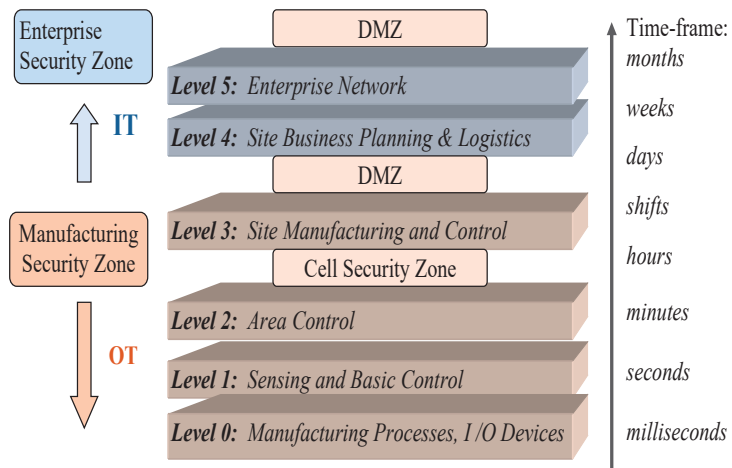 Enterprise
Security Zone
IT
Manufacturing
Security Zone
OT
DMZ
Level 5: Enterprise Network
Level 4: Site Business Planning & Logistics
DMZ
Level 3: Site Manufacturing and Control
Cell Security Zone
Level 2: Area Control
Level 1: Sensing and Basic Control
Level 0: Manufacturing Processes, I/O Devices
Time-frame:
months
weeks
days
shifts
hours
minutes
seconds
milliseconds